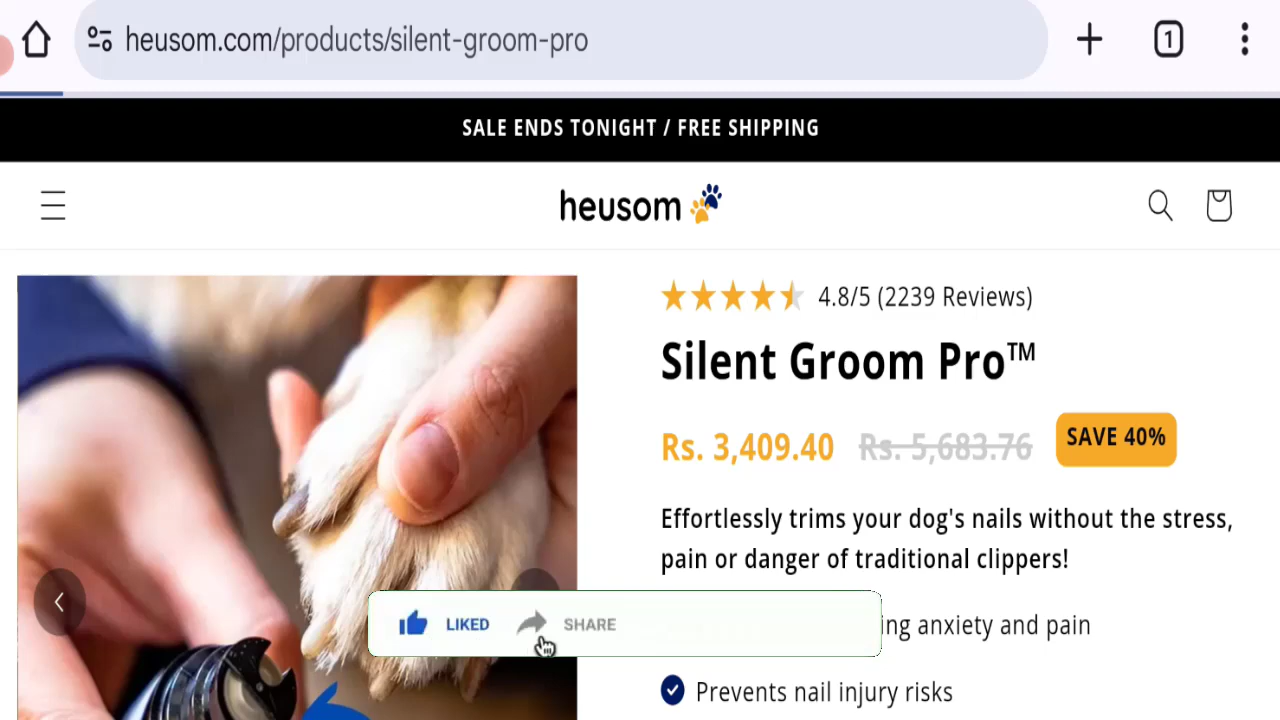 heusom.com/products/silent-groom-pro
1
SALE ENDS TONIGHT / FREE SHIPPING
heusom
4.8/5 (2239 Reviews)
Silent Groom Pro™
Rs. 3,409.40 Rs. 5,683.76 SAVE 40%
Effortlessly trims your dog's nails without the stress,
pain or danger of traditional clippers!
LIKED SHARE
anxiety and pain
Prevents nail injury risks